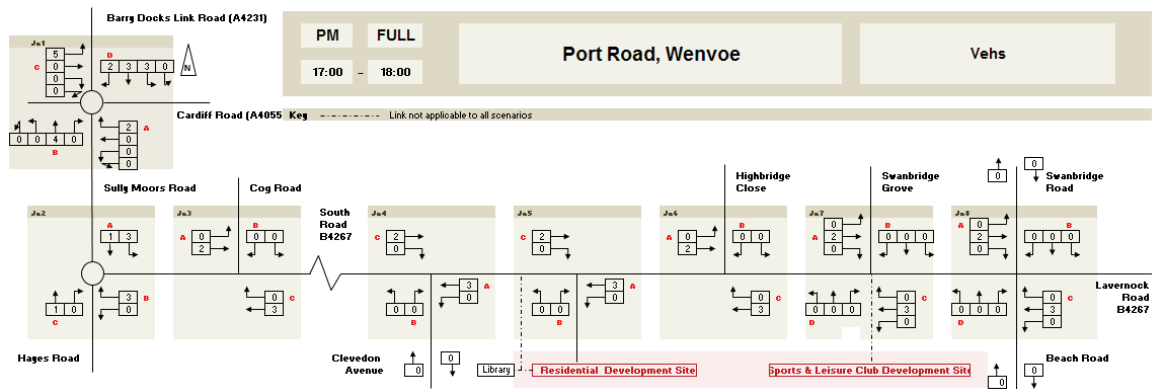 Barry Docks Link Road (A4231)
PM FULL
Port Road, Wenvoe
Vehs
17:00 - 18:00
Jn1
C
5
0
0
0
D
2 3 3 0
N
Cardiff Road (A4055
Key
Link not applicable to all scenarios
0 0 4 0
B
2
0
0
0
A
Sully Moors Road
Cog Road
South
Road
B4267
Highbridge
Close
Swanbridge
Grove
0
0
Swanbridge
Road
Jn2
A
1 3
3
0
B
1 0
C
Jn3
A
0
2
B
0 0
0
3
C
Jn4
C
2
0
3
0
A
0 0
B
Jn5
C
2
0
3
0
A
0 0
B
Jn6
A
0
2
B
0 0
0
3
C
Jn7
A
0
2
0
B
0 0 0
0 0 0
D
0
3
0
C
Jn8
A
0
2
0
B
0 0 0
0 0 0
D
0
3
0
C
Lavernock
Road
B4267
Hayes Road
Clevedon
Avenue
0
0
Library
Residential Development Site
Sports & Leisure Club Development Site
0
0
Beach Road